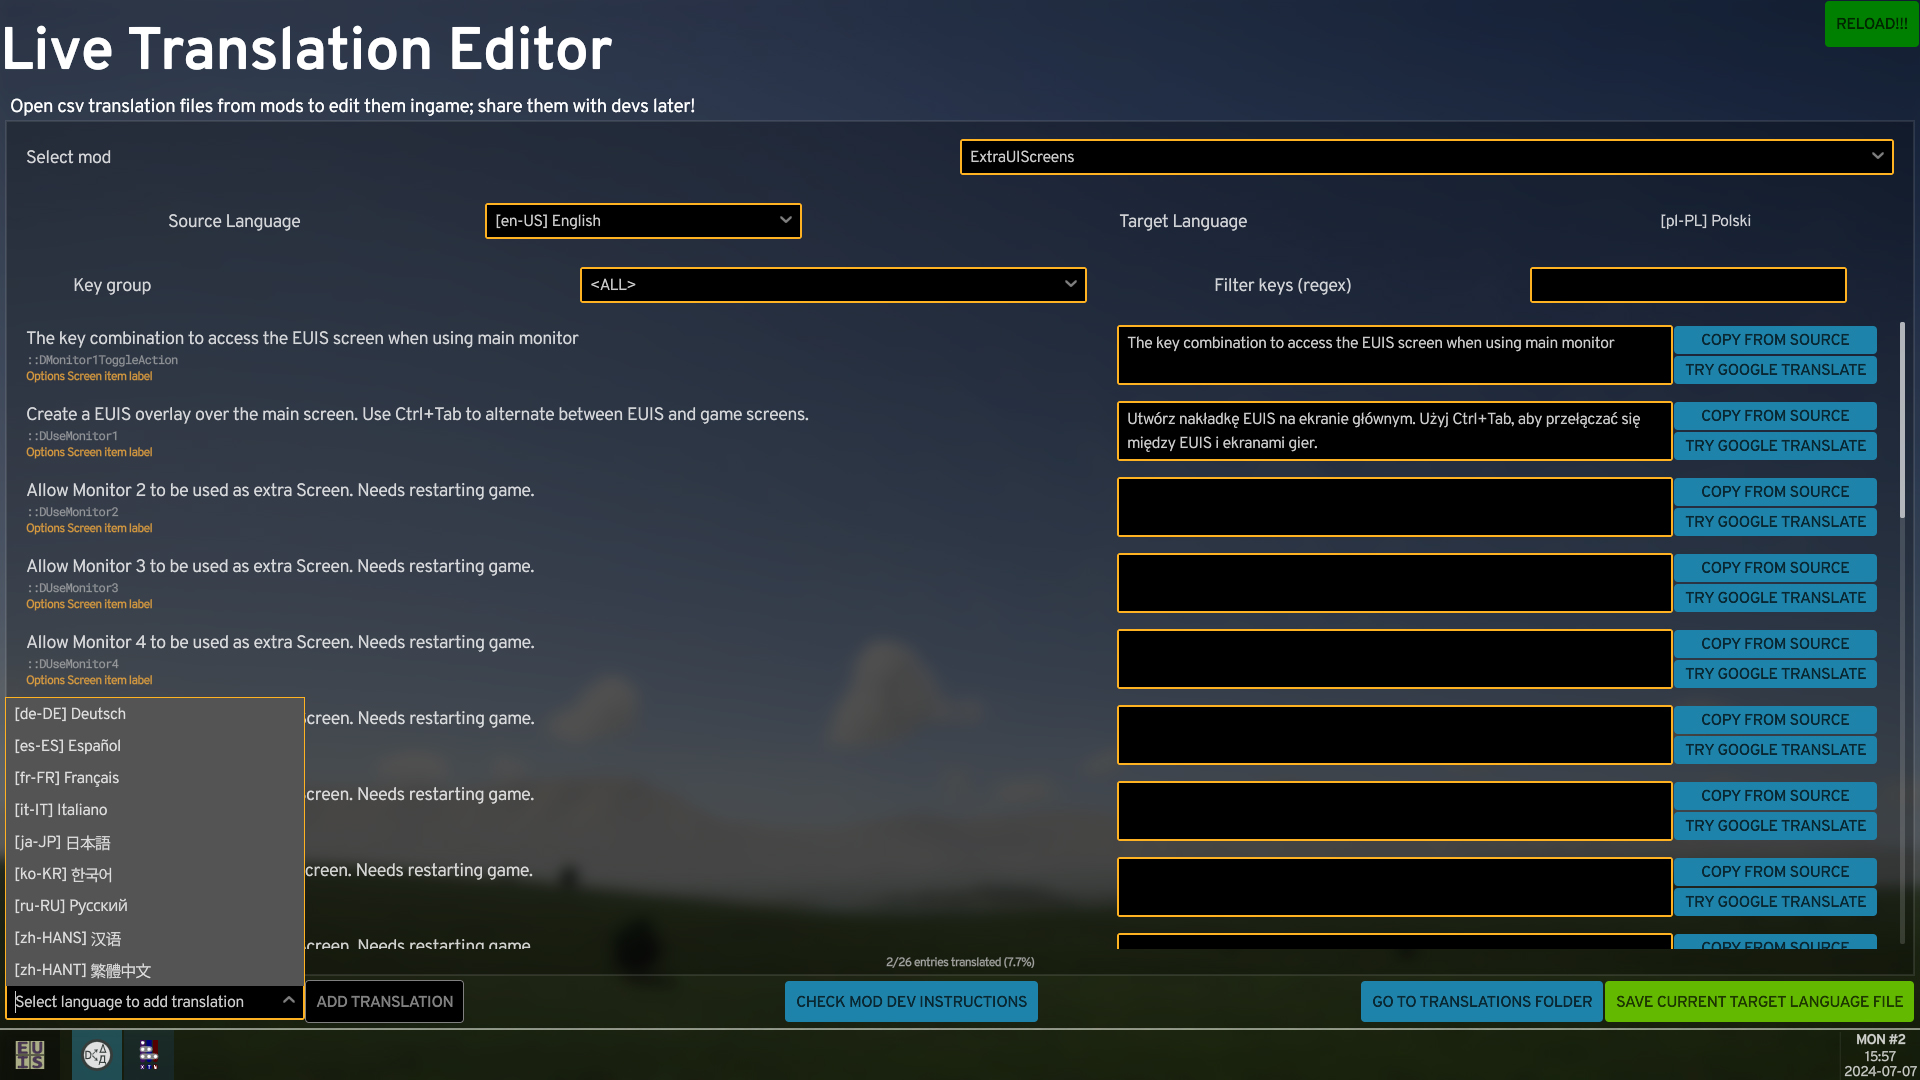 Live Translation Editor
RELOAD!!!
Open csv translation files from mods to edit them ingame; share them with devs later!
Select mod
ExtraUIScreens
Source Language
[en-US] English
Target Language
[pl-PL] Polski
Key group
<ALL>
Filter keys (regex)
The key combination to access the EUIS screen when using main monitor
::DMonitor1ToggleAction
Options Screen item label
The key combination to access the EUIS screen when using main monitor
COPY FROM SOURCE
TRY GOOGLE TRANSLATE
Create a EUIS overlay over the main screen. Use Ctrl+Tab to alternate between EUIS and game screens.
::DUseMonitor1
Options Screen item label
Utwórz nakładkę EUIS na ekranie głównym. Użyj Ctrl+Tab, aby przełączać się
między EUIS i ekranami gier.
COPY FROM SOURCE
TRY GOOGLE TRANSLATE
Allow Monitor 2 to be used as extra Screen. Needs restarting game.
::DUseMonitor2
Options Screen item label
COPY FROM SOURCE
TRY GOOGLE TRANSLATE
Allow Monitor 3 to be used as extra Screen. Needs restarting game.
::DUseMonitor3
Options Screen item label
COPY FROM SOURCE
TRY GOOGLE TRANSLATE
Allow Monitor 4 to be used as extra Screen. Needs restarting game.
::DUseMonitor4
Options Screen item label
COPY FROM SOURCE
TRY GOOGLE TRANSLATE
creen. Needs restarting game.
COPY FROM SOURCE
TRY GOOGLE TRANSLATE
creen. Needs restarting game.
COPY FROM SOURCE
TRY GOOGLE TRANSLATE
creen. Needs restarting game.
COPY FROM SOURCE
TRY GOOGLE TRANSLATE
creen. Needs restarting game.
COPY FROM SOURCE
[de-DE] Deutsch
[es-ES] Español
[fr-FR] Français
[it-IT] Italiano
[ja-JP] 日本語
[ko-KR] 한국어
[ru-RU] Русский
[zh-HANS] 汉语
[zh-HANT] 繁體中文
2/26 entries translated (7.7%)
Select language to add translation
ADD TRANSLATION
CHECK MOD DEV INSTRUCTIONS
GO TO TRANSLATIONS FOLDER
SAVE CURRENT TARGET LANGUAGE FILE
EUIS
MON #2
15:57
2024-07-07